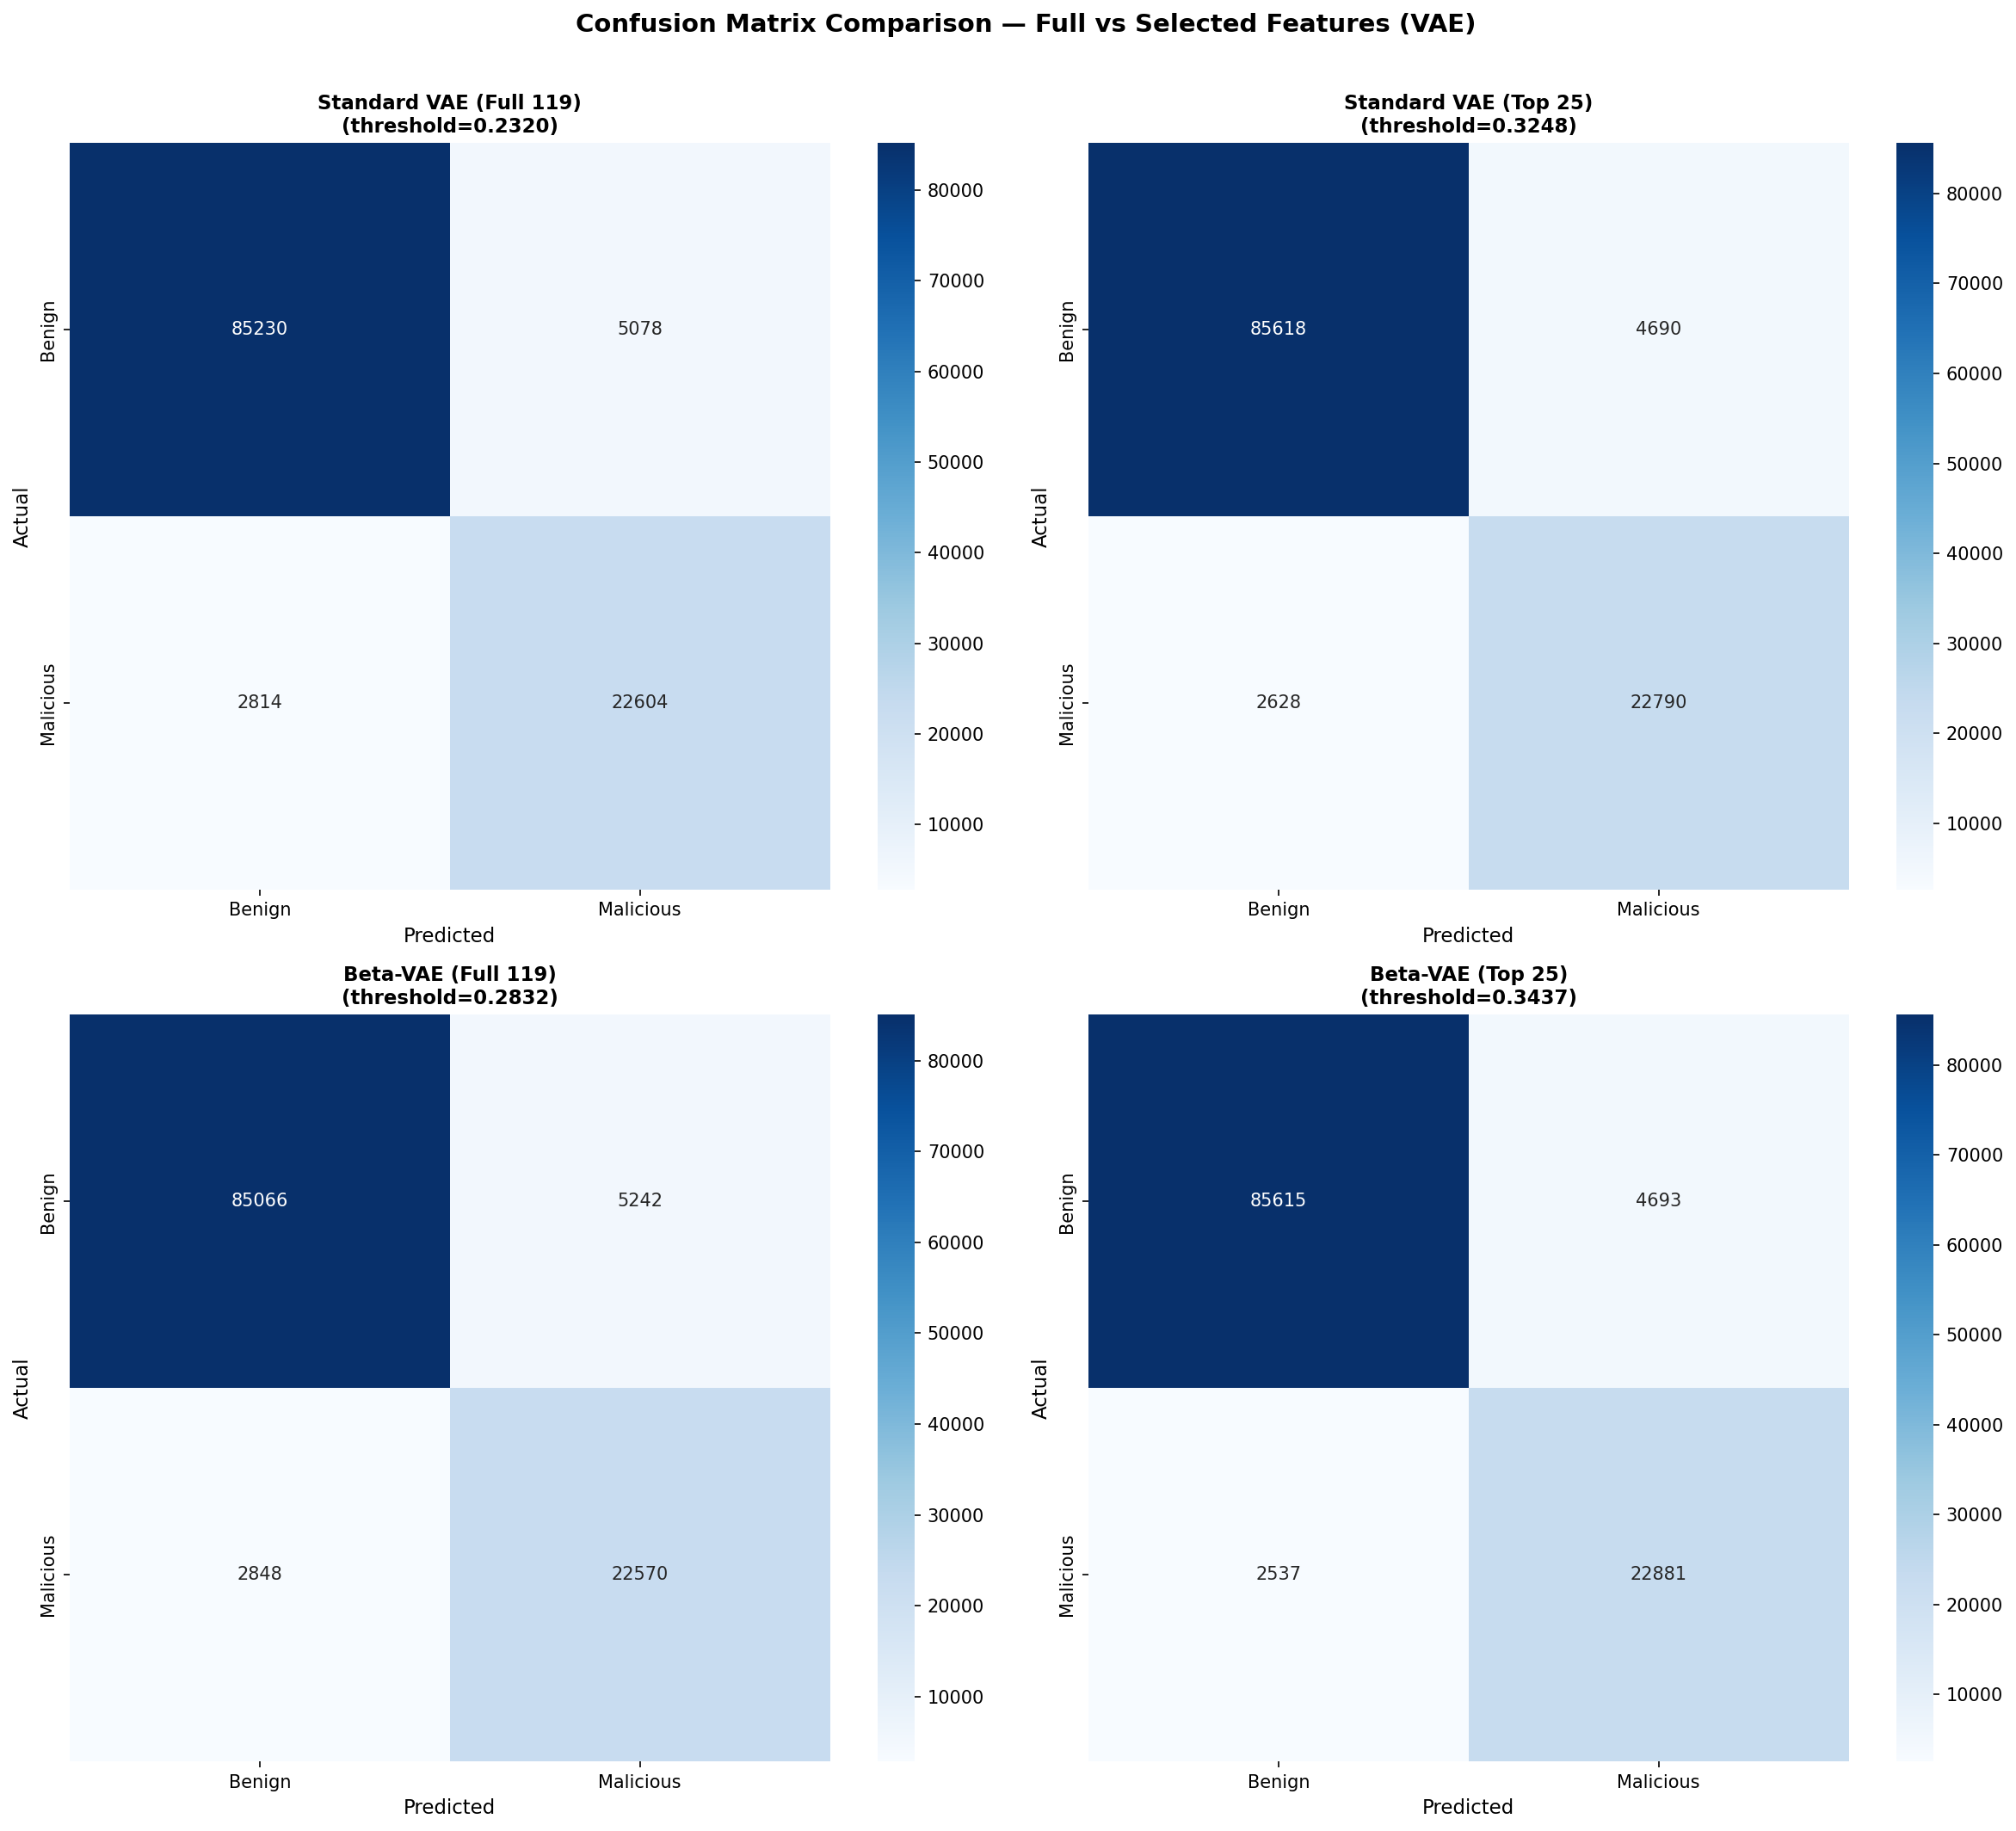 Confusion Matrix Comparison — Full vs Selected Features (VAE)
Standard VAE (Full 119)
(threshold=0.2320)
Actual
Benign
Malicious
85230
5078
2814
22604
Benign
Malicious
Predicted
80000
70000
60000
50000
40000
30000
20000
10000
Standard VAE (Top 25)
(threshold=0.3248)
Actual
Benign
Malicious
85618
4690
2628
22790
Benign
Malicious
Predicted
80000
70000
60000
50000
40000
30000
20000
10000
Beta-VAE (Full 119)
(threshold=0.2832)
Actual
Benign
Malicious
85066
5242
2848
22570
Benign
Malicious
Predicted
80000
70000
60000
50000
40000
30000
20000
10000
Beta-VAE (Top 25)
(threshold=0.3437)
Actual
Benign
Malicious
85615
4693
2537
22881
Benign
Malicious
Predicted
80000
70000
60000
50000
40000
30000
20000
10000